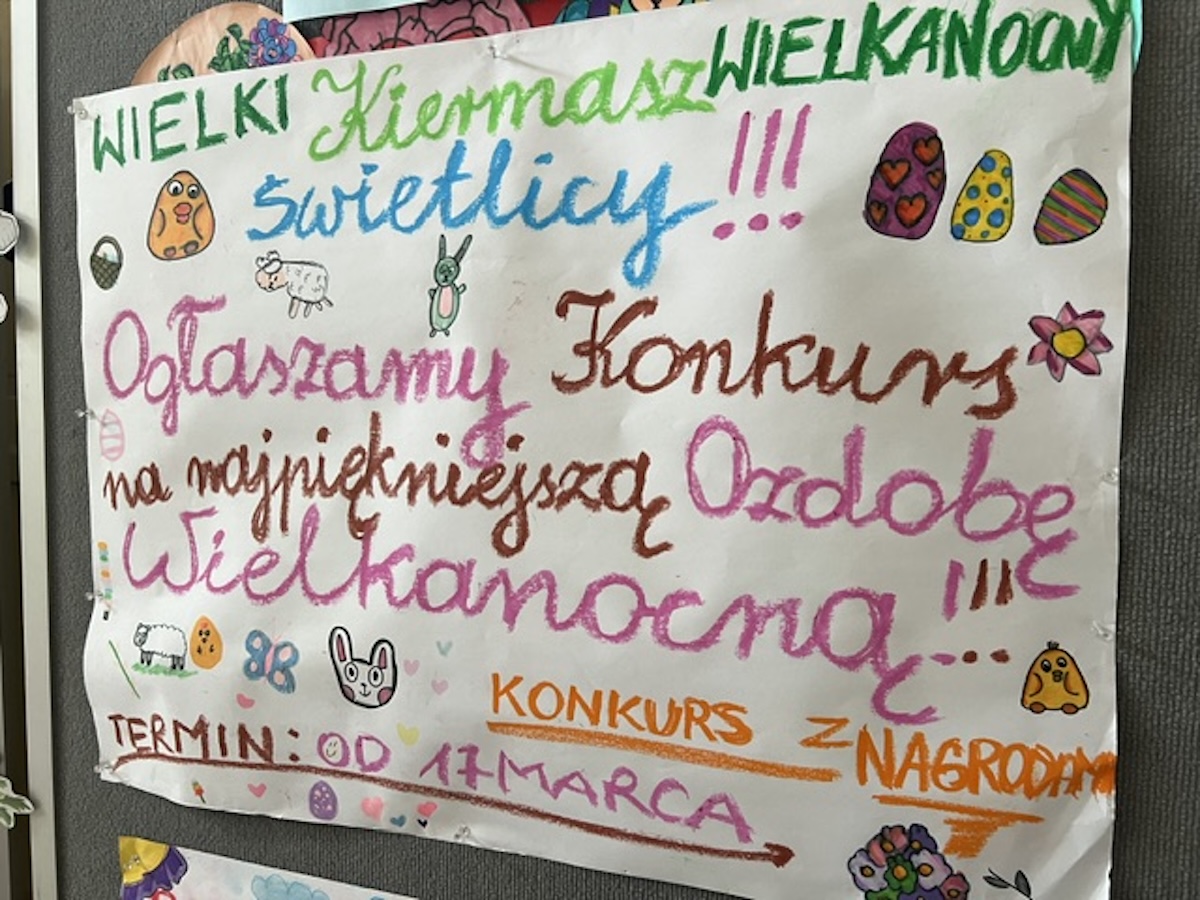 WIELKI Kiermasz WIELKANOCNY
świetlicy !!!
Ogłaszamy Konkurs
na najpiękniejszą Ozdobę
Wielkanocną !!!
KONKURS Z NAGRODAMI
TERMIN: OD 17 MARCA